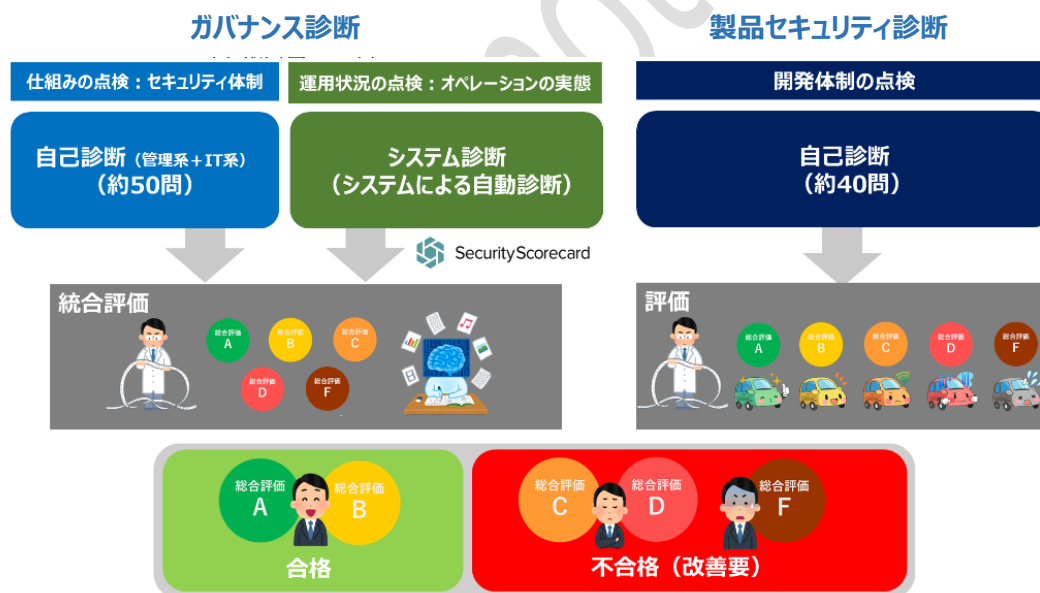 ガバナンス診断
製品セキュリティ診断
仕組みの点検：セキュリティ体制
運用状況の点検：オペレーションの実態
開発体制の点検
自己診断（管理系＋IT系）
（約50問）
システム診断
（システムによる自動診断）
自己診断
（約40問）
SecurityScorecard
統合評価
総合評価
A
総合評価
B
総合評価
C
総合評価
D
総合評価
F
評価
総合評価
A
総合評価
B
総合評価
C
総合評価
D
総合評価
F
総合評価
A
総合評価
B
合格
総合評価
C
総合評価
D
総合評価
F
不合格（改善要）